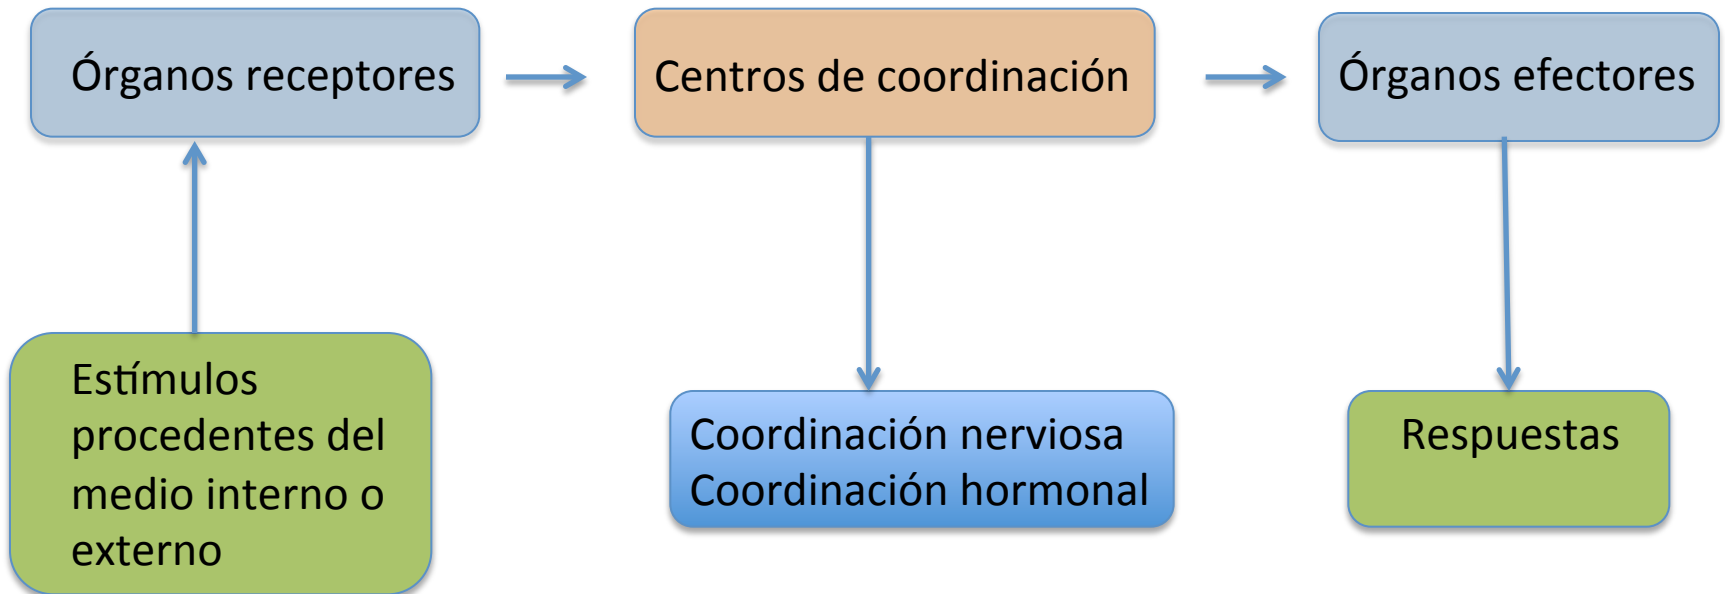 Órganos receptores
Centros de coordinación
Órganos efectores
Estímulos
procedentes del
medio interno o
externo
Coordinación nerviosa
Coordinación hormonal
Respuestas